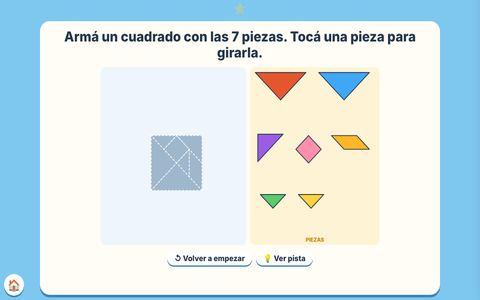 Armá un cuadrado con las 7 piezas. Tocá una pieza para
girarla.
PIEZAS
↺ Volver a empezar
💡 Ver pista